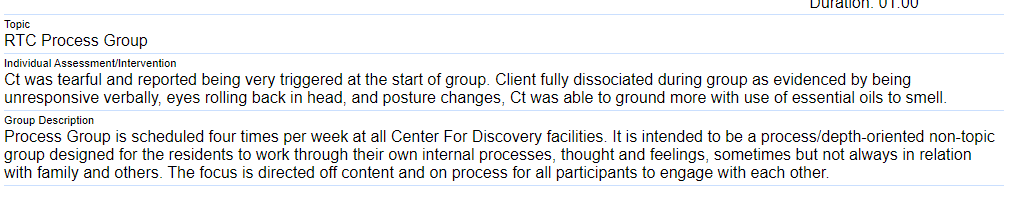 Duration: 01:00
Topic
RTC Process Group
Individual Assessment/Intervention
Ct was tearful and reported being very triggered at the start of group. Client fully dissociated during group as evidenced by being
unresponsive verbally, eyes rolling back in head, and posture changes, Ct was able to ground more with use of essential oils to smell.
Group Description
Process Group is scheduled four times per week at all Center For Discovery facilities. It is intended to be a process/depth-oriented non-topic
group designed for the residents to work through their own internal processes, thought and feelings, sometimes but not always in relation
with family and others. The focus is directed off content and on process for all participants to engage with each other.